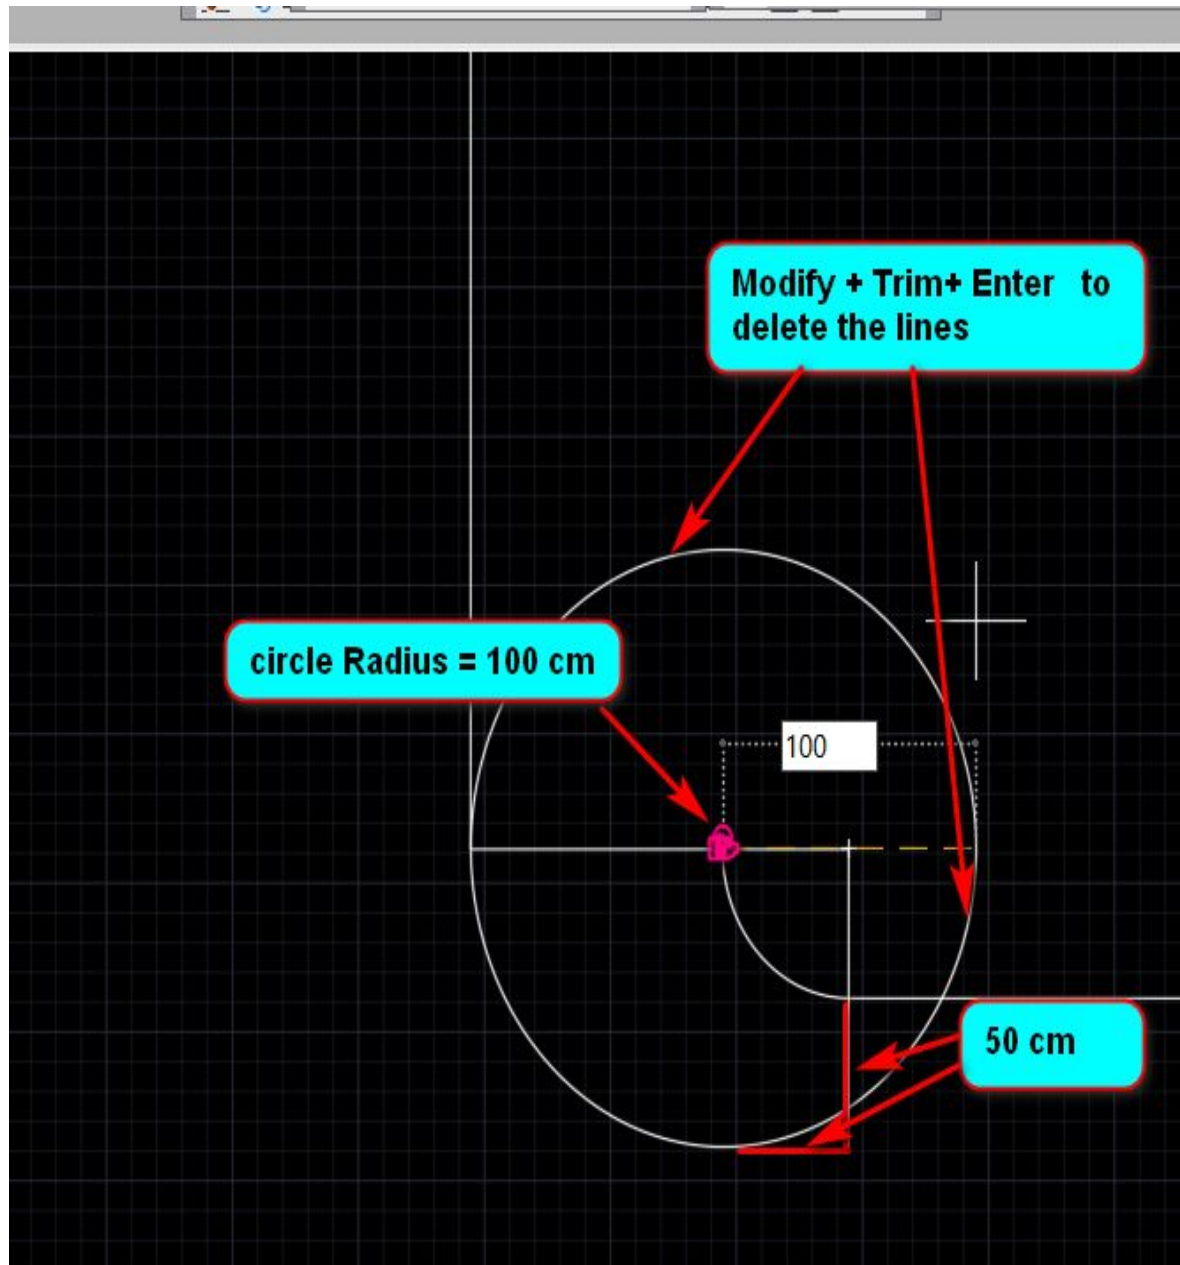 Modify + Trim+ Enter to
delete the lines
circle Radius = 100 cm
100
50 cm